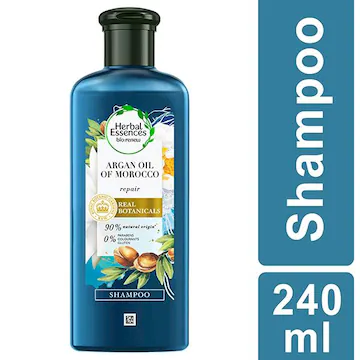 Herbal
Essences
bio:renew
ARGAN OIL
OF MOROCCO
repair
REAL
BOTANICALS
90% natural origin
0% PARABENS
COLOURANTS
GLUTEN
SHAMPOO
Shampoo
240
ml